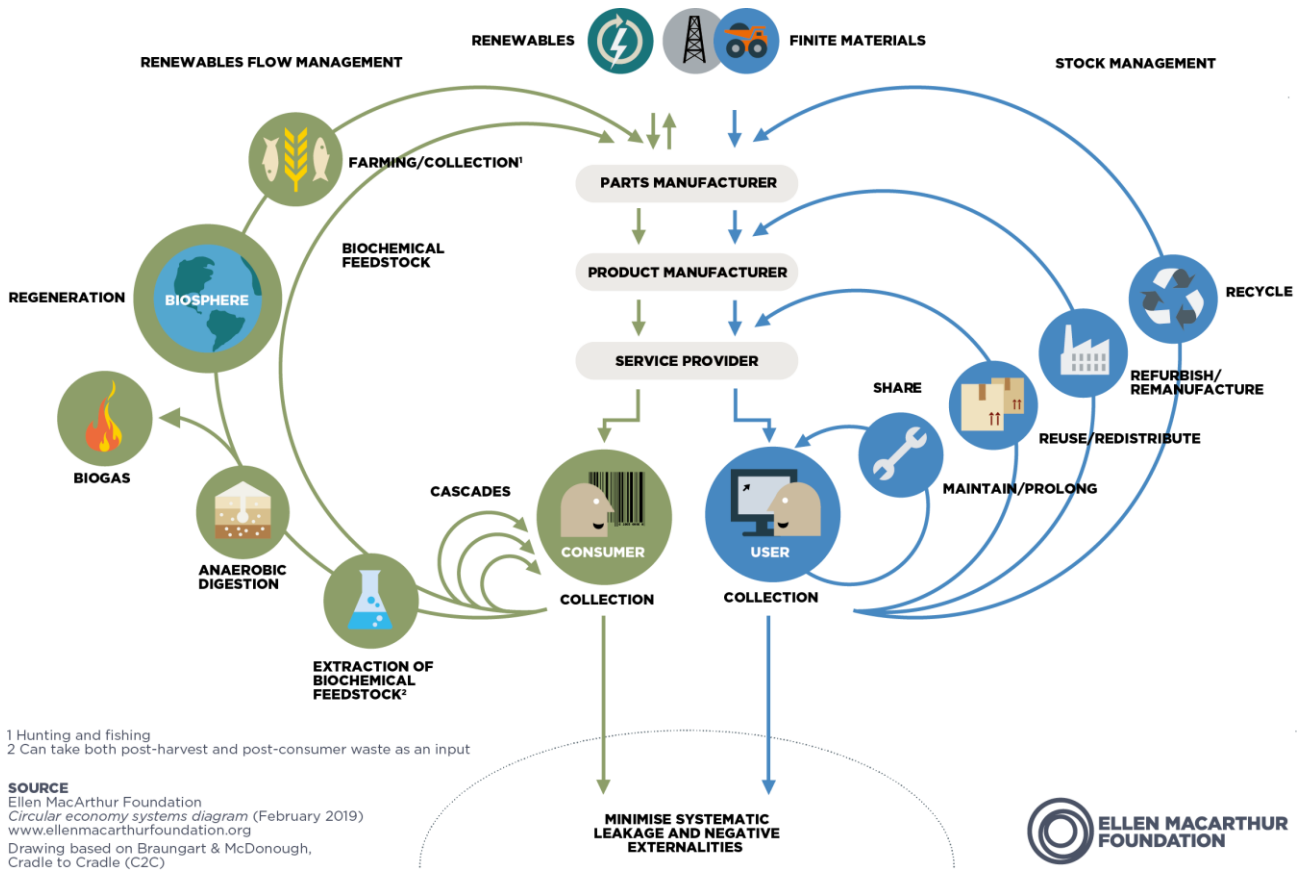 RENEWABLES
FINITE MATERIALS
RENEWABLES FLOW MANAGEMENT
STOCK MANAGEMENT
FARMING/COLLECTION¹
PARTS MANUFACTURER
BIOCHEMICAL
FEEDSTOCK
PRODUCT MANUFACTURER
REGENERATION
BIOSPHERE
RECYCLE
SERVICE PROVIDER
SHARE
REFURBISH/
REMANUFACTURE
REUSE/REDISTRIBUTE
BIOGAS
CASCADES
MAINTAIN/PROLONG
CONSUMER
USER
ANAEROBIC
DIGESTION
COLLECTION
COLLECTION
EXTRACTION OF
BIOCHEMICAL
FEEDSTOCK²
1 Hunting and fishing
2 Can take both post-harvest and post-consumer waste as an input
SOURCE
Ellen MacArthur Foundation
Circular economy systems diagram (February 2019)
www.ellenmacarthurfoundation.org
Drawing based on Braungart & McDonough,
Cradle to Cradle (C2C)
MINIMISE SYSTEMATIC
LEAKAGE AND NEGATIVE
EXTERNALITIES
ELLEN MACARTHUR
FOUNDATION